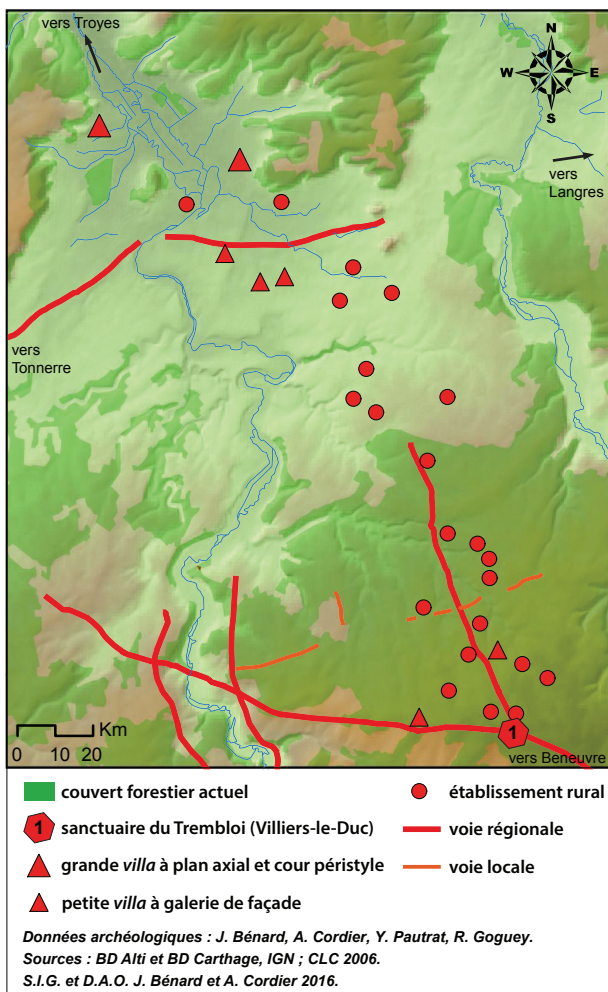 vers
Troyes
N
W E
S
vers
Langres
vers
Tonnerre
Km
0 10 20
1
vers Beneuvre
couvert forestier actuel
établissement rural
1 sanctuaire du Trembloi (Villiers-le-Duc)
voie régionale
grande villa à plan axial et cour péristyle
voie locale
petite villa à galerie de façade
Données archéologiques : J. Bénard, A. Cordier, Y. Pautrat, R. Goguey.
Sources : BD Alti et BD Carthage, IGN ; CLC 2006.
S.I.G. et D.A.O. J. Bénard et A. Cordier 2016.